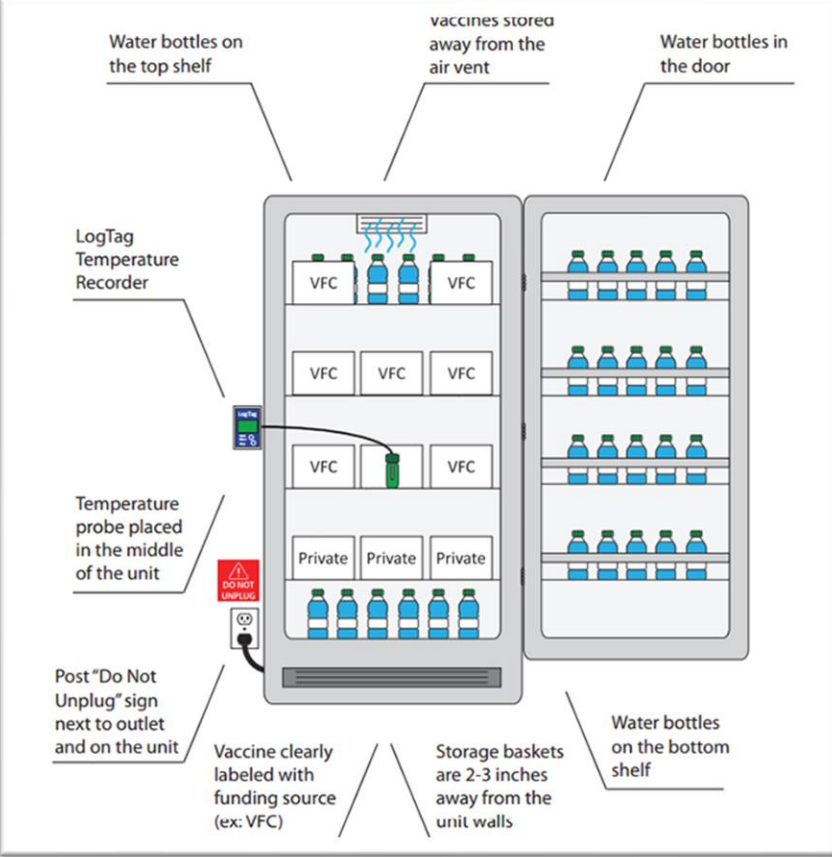 Water bottles on
the top shelf
Vaccines stored
away from the
air vent
Water bottles in
the door
LogTag
Temperature
Recorder
VFC
VFC
VFC
VFC
VFC
LogTag
VFC
VFC
Temperature
probe placed
in the middle
of the unit
DO NOT
UNPLUG
Private
Private
Private
Post “Do Not
Unplug” sign
next to outlet
and on the unit
Vaccine clearly
labeled with
funding source
(ex: VFC)
Storage baskets
are 2-3 inches
away from the
unit walls
Water bottles
on the bottom
shelf